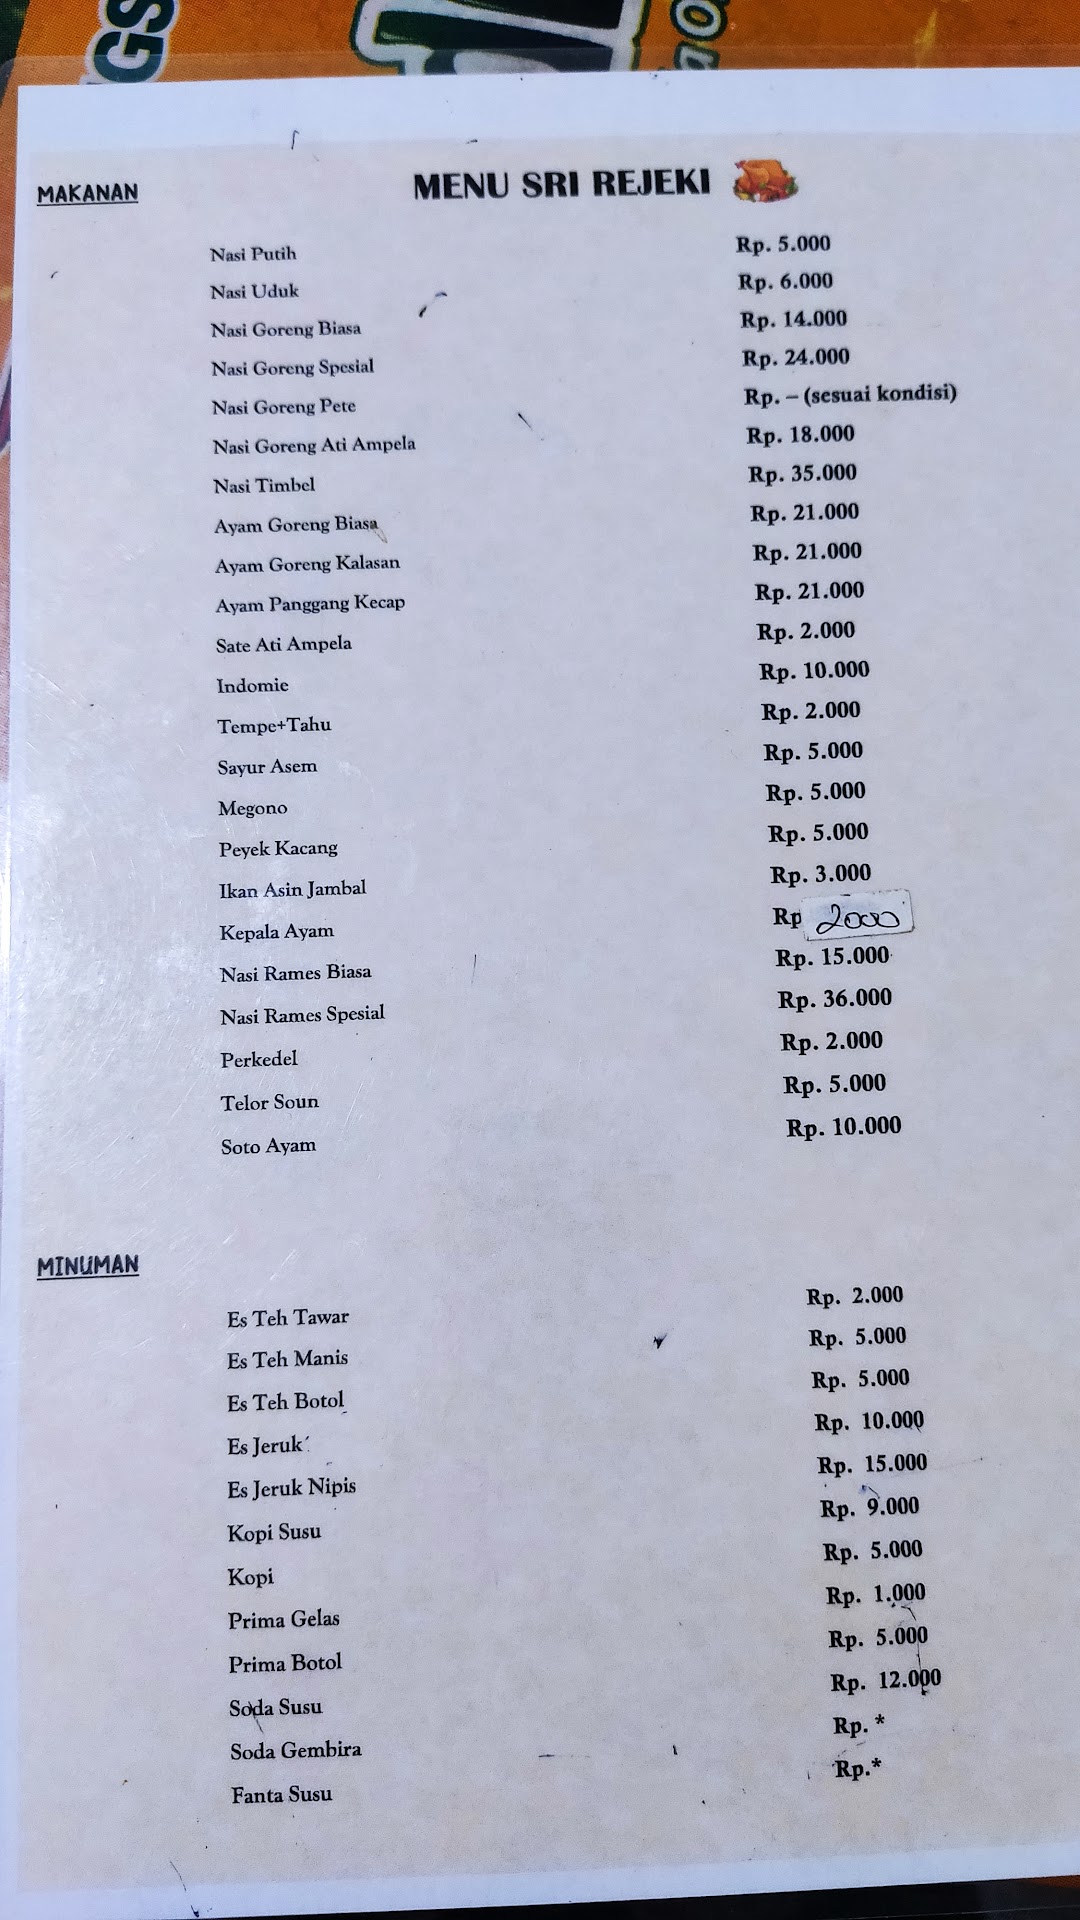 GS
MENU SRI REJEKI
MAKANAN
Nasi Putih Rp. 5.000
Nasi Uduk Rp. 6.000
Nasi Goreng Biasa Rp. 14.000
Nasi Goreng Spesial Rp. 24.000
Nasi Goreng Pete Rp. – (sesuai kondisi)
Nasi Goreng Ati Ampela Rp. 18.000
Nasi Timbel Rp. 35.000
Ayam Goreng Biasa Rp. 21.000
Ayam Goreng Kalasan Rp. 21.000
Ayam Panggang Kecap Rp. 21.000
Sate Ati Ampela Rp. 2.000
Indomie Rp. 10.000
Tempe+Tahu Rp. 2.000
Sayur Asem Rp. 5.000
Megono Rp. 5.000
Peyek Kacang Rp. 5.000
Ikan Asin Jambal Rp. 3.000
Kepala Ayam Rp 2000
Nasi Rames Biasa Rp. 15.000
Nasi Rames Spesial Rp. 36.000
Perkedel Rp. 2.000
Telor Soun Rp. 5.000
Soto Ayam Rp. 10.000
MINUMAN
Es Teh Tawar Rp. 2.000
Es Teh Manis Rp. 5.000
Es Teh Botol Rp. 5.000
Es Jeruk Rp. 10.000
Es Jeruk Nipis Rp. 15.000
Kopi Susu Rp. 9.000
Kopi Rp. 5.000
Prima Gelas Rp. 1.000
Prima Botol Rp. 5.000
Soda Susu Rp. 12.000
Soda Gembira Rp. *
Fanta Susu Rp.*